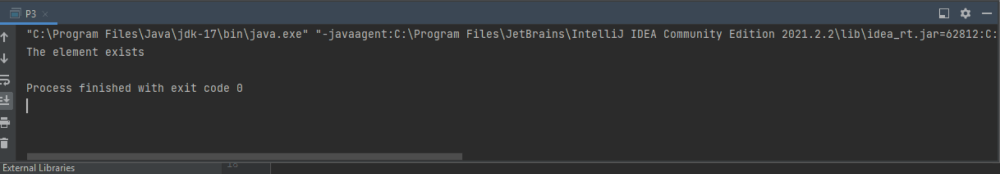 P3
"C:\Program Files\Java\jdk-17\bin\java.exe" "-javaagent:C:\Program Files\JetBrains\IntelliJ IDEA Community Edition 2021.2.2\lib\idea_rt.jar=62812:C:
The element exists
Process finished with exit code 0
External Libraries